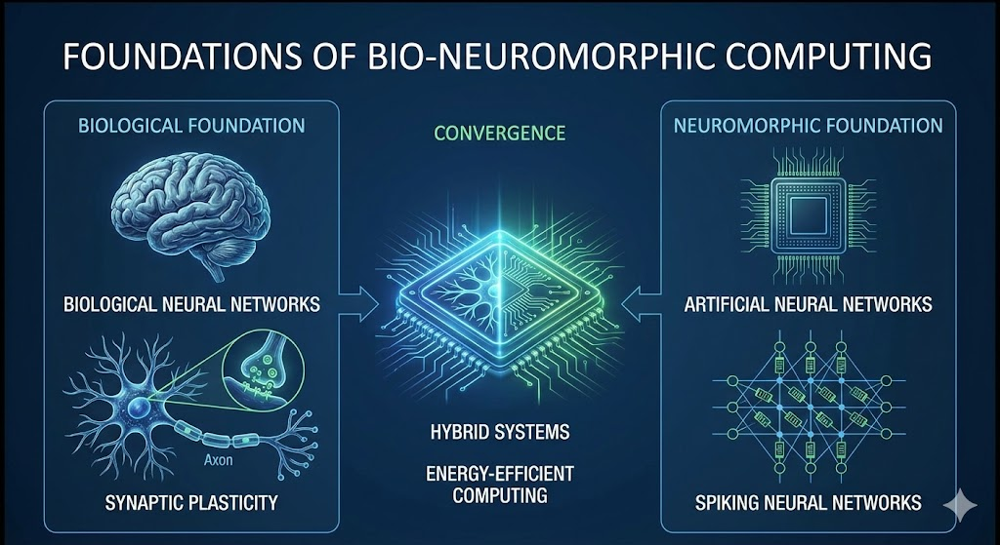 FOUNDATIONS OF BIO-NEUROMORPHIC COMPUTING
BIOLOGICAL FOUNDATION
BIOLOGICAL NEURAL NETWORKS
Axon
SYNAPTIC PLASTICITY
CONVERGENCE
HYBRID SYSTEMS
ENERGY-EFFICIENT
COMPUTING
NEUROMORPHIC FOUNDATION
ARTIFICIAL NEURAL NETWORKS
SPIKING NEURAL NETWORKS